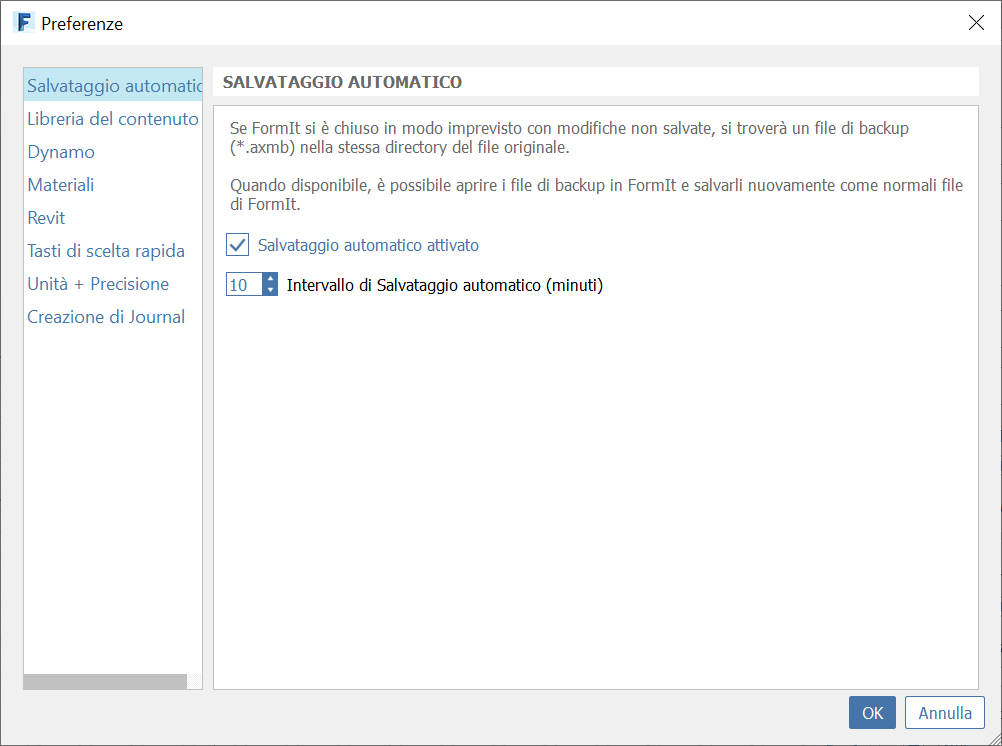 Preferenze
Salvataggio automatic
Libreria del contenuto
Dynamo
Materiali
Revit
Tasti di scelta rapida
Unità + Precisione
Creazione di Journal
SALVATAGGIO AUTOMATICO
Se FormIt si è chiuso in modo imprevisto con modifiche non salvate, si troverà un file di backup
(*.axmb) nella stessa directory del file originale.
Quando disponibile, è possibile aprire i file di backup in FormIt e salvarli nuovamente come normali file
di FormIt.
Salvataggio automatico attivato
10 Intervallo di Salvataggio automatico (minuti)
OK Annulla